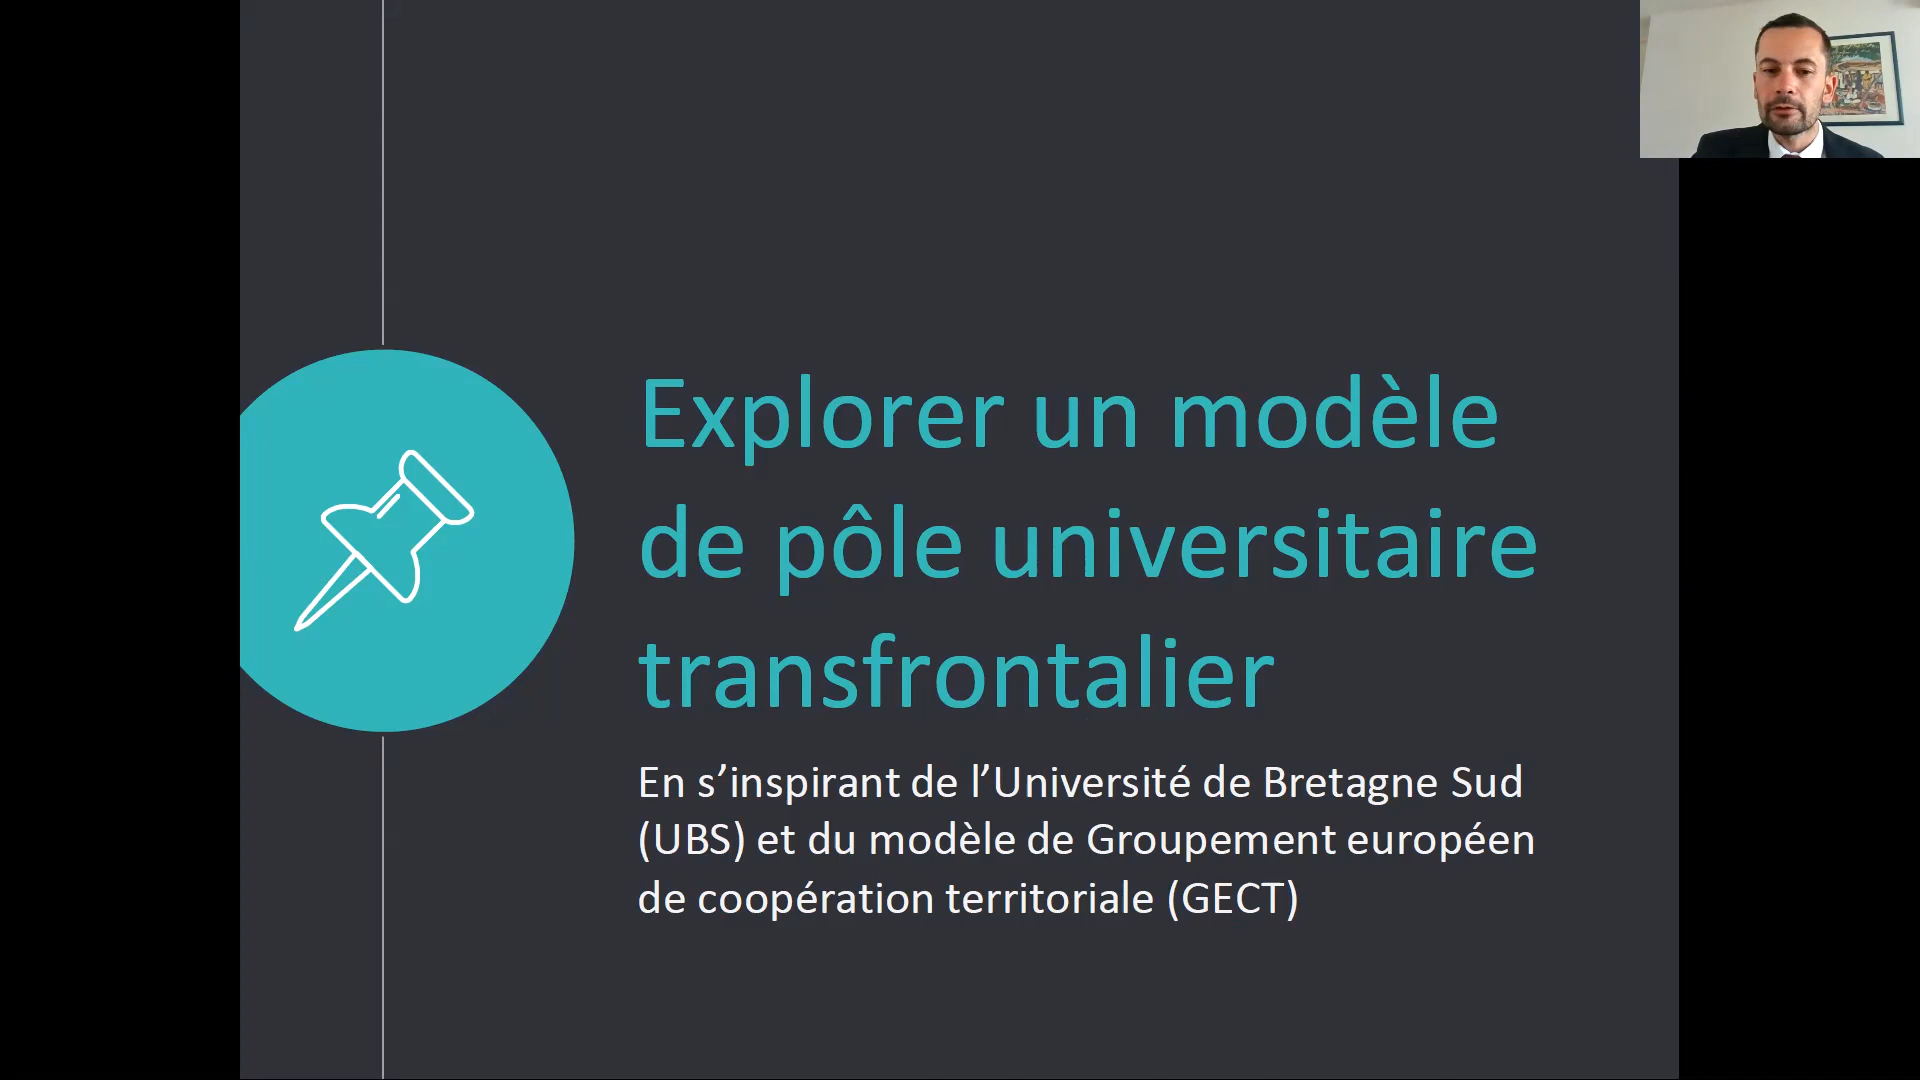 Explorer un modèle
de pôle universitaire
transfrontalier
En s’inspirant de l’Université de Bretagne Sud
(UBS) et du modèle de Groupement européen
de coopération territoriale (GECT)